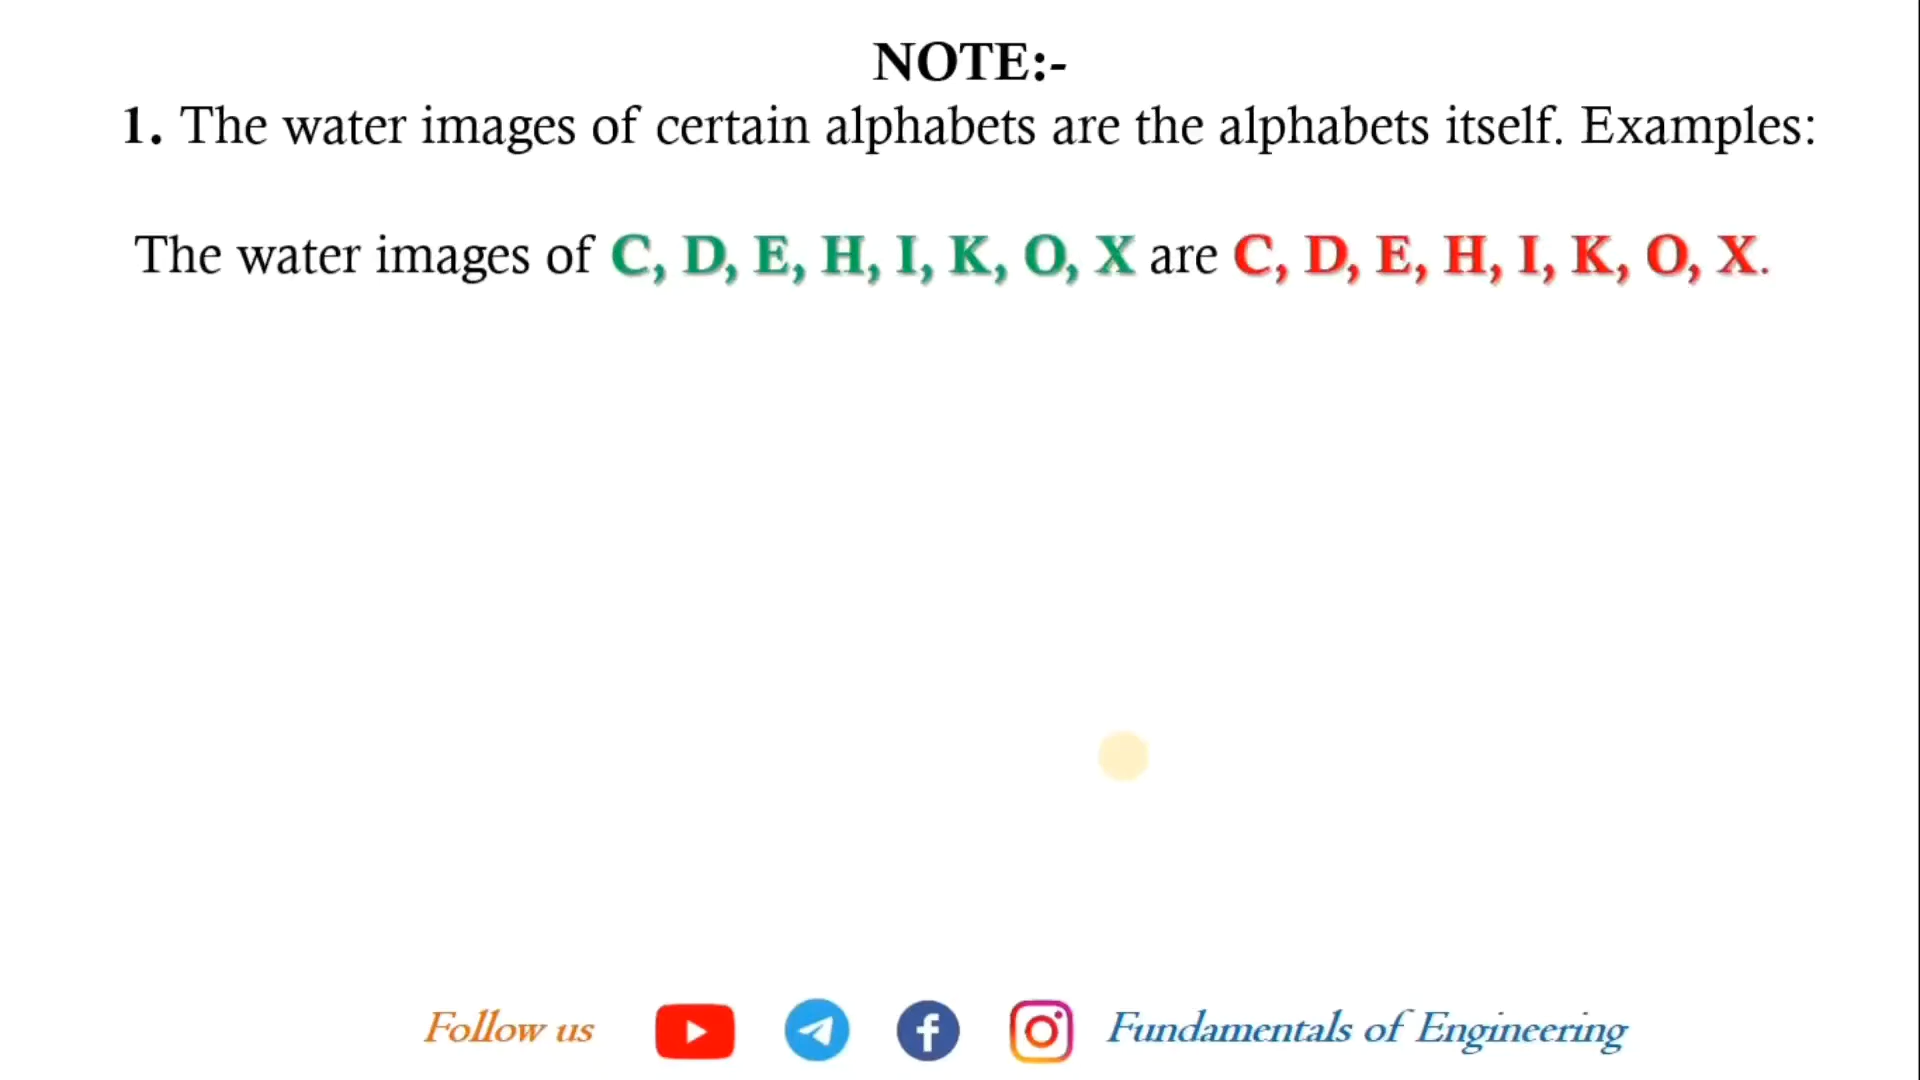 NOTE:-
1. The water images of certain alphabets are the alphabets itself. Examples:
The water images of C, D, E, H, I, K, O, X are C, D, E, H, I, K, O, X.
Follow us Fundamentals of Engineering